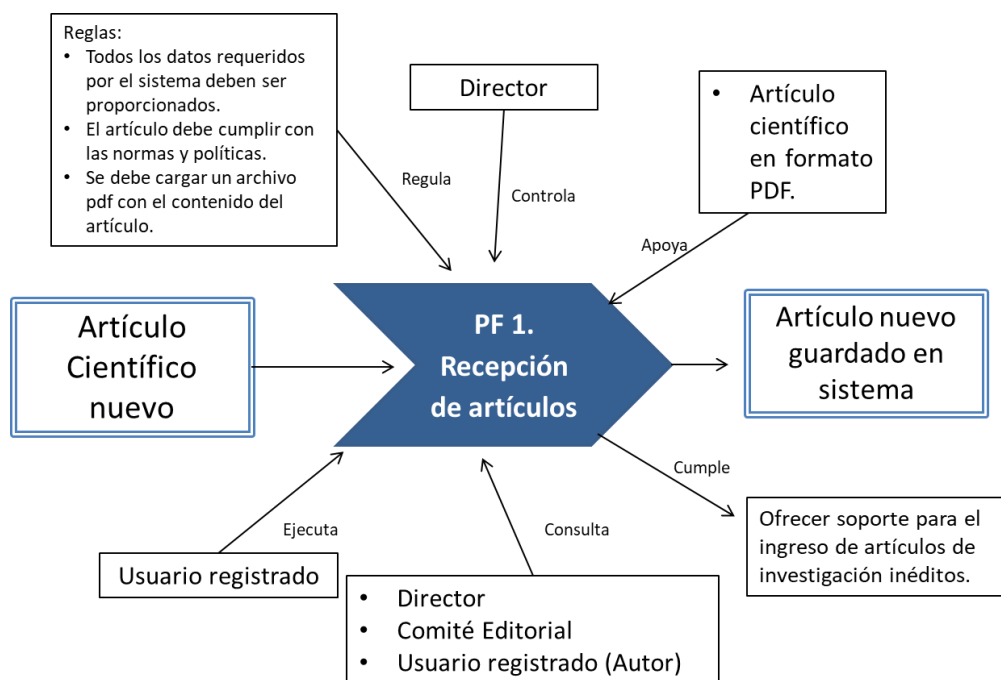 Reglas:
• Todos los datos requeridos
por el sistema deben ser
proporcionados.
• El artículo debe cumplir con
las normas y políticas.
• Se debe cargar un archivo
pdf con el contenido del
artículo.
Director
• Artículo
científico
en formato
PDF.
Regula
Controla
Apoya
Artículo
Científico
nuevo
PF 1.
Recepción
de artículos
Artículo nuevo
guardado en
sistema
Cumple
Ejecuta
Consulta
Ofrecer soporte para el
ingreso de artículos de
investigación inéditos.
Usuario registrado
• Director
• Comité Editorial
• Usuario registrado (Autor)